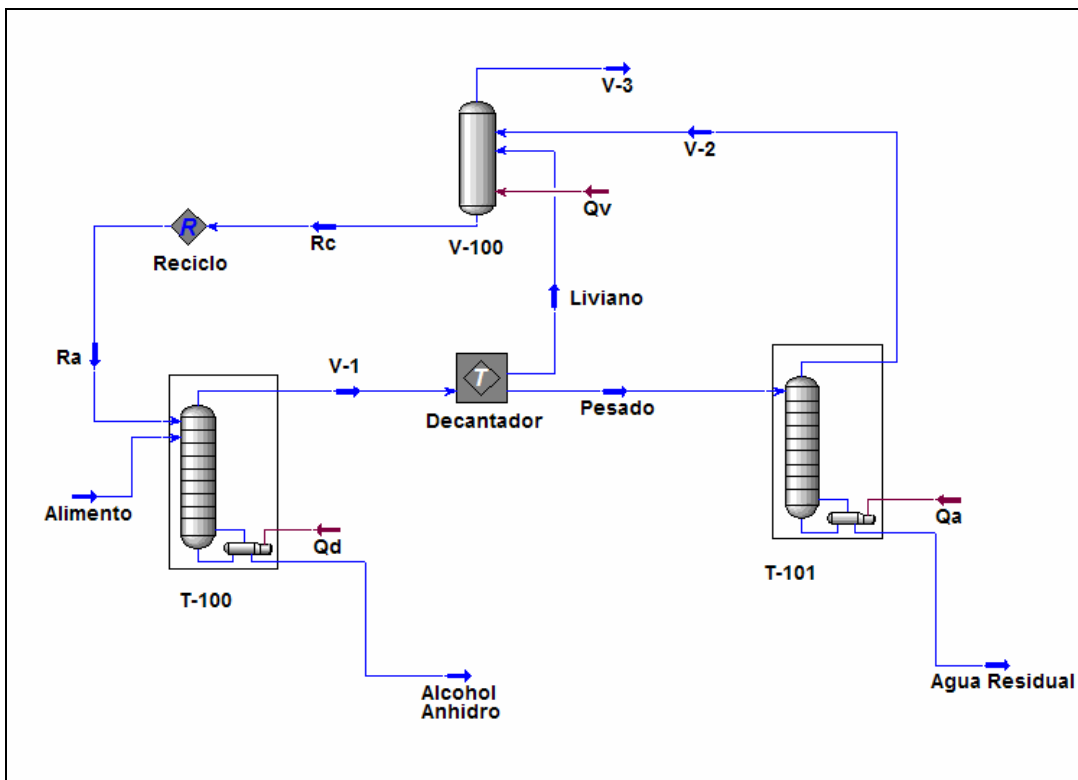 V-3
V-2
Qv
R
Rc
V-100
Reciclo
Liviano
Ra
V-1
T
Pesado
Decantador
Alimento
Qd
Qa
T-100
T-101
Alcohol
Anhidro
Agua Residual